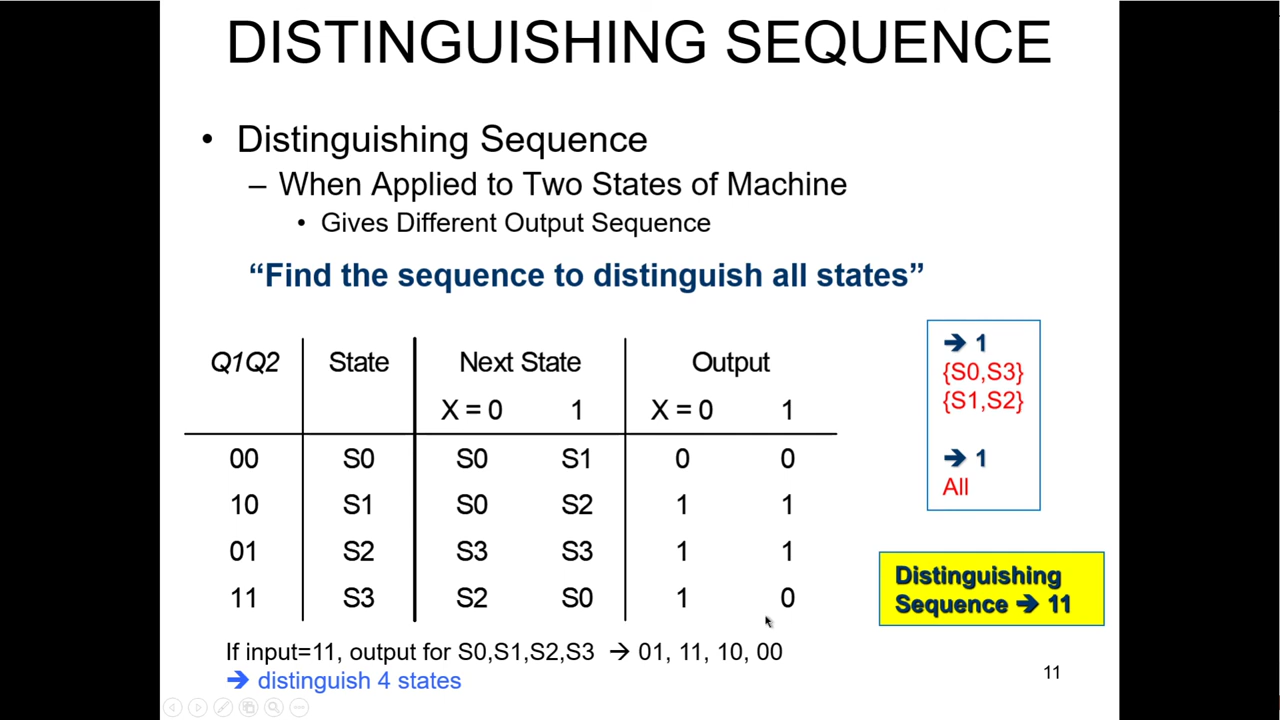 DISTINGUISHING SEQUENCE
• Distinguishing Sequence
– When Applied to Two States of Machine
• Gives Different Output Sequence
“Find the sequence to distinguish all states”
Q1Q2 State Next State Output
X = 0 1 X = 0 1
00 S0 S0 S1 0 0
10 S1 S0 S2 1 1
01 S2 S3 S3 1 1
11 S3 S2 S0 1 0
If input=11, output for S0,S1,S2,S3 → 01, 11, 10, 00
➔ distinguish 4 states
➔ 1
{S0,S3}
{S1,S2}
➔ 1
All
Distinguishing
Sequence ➔ 11
11